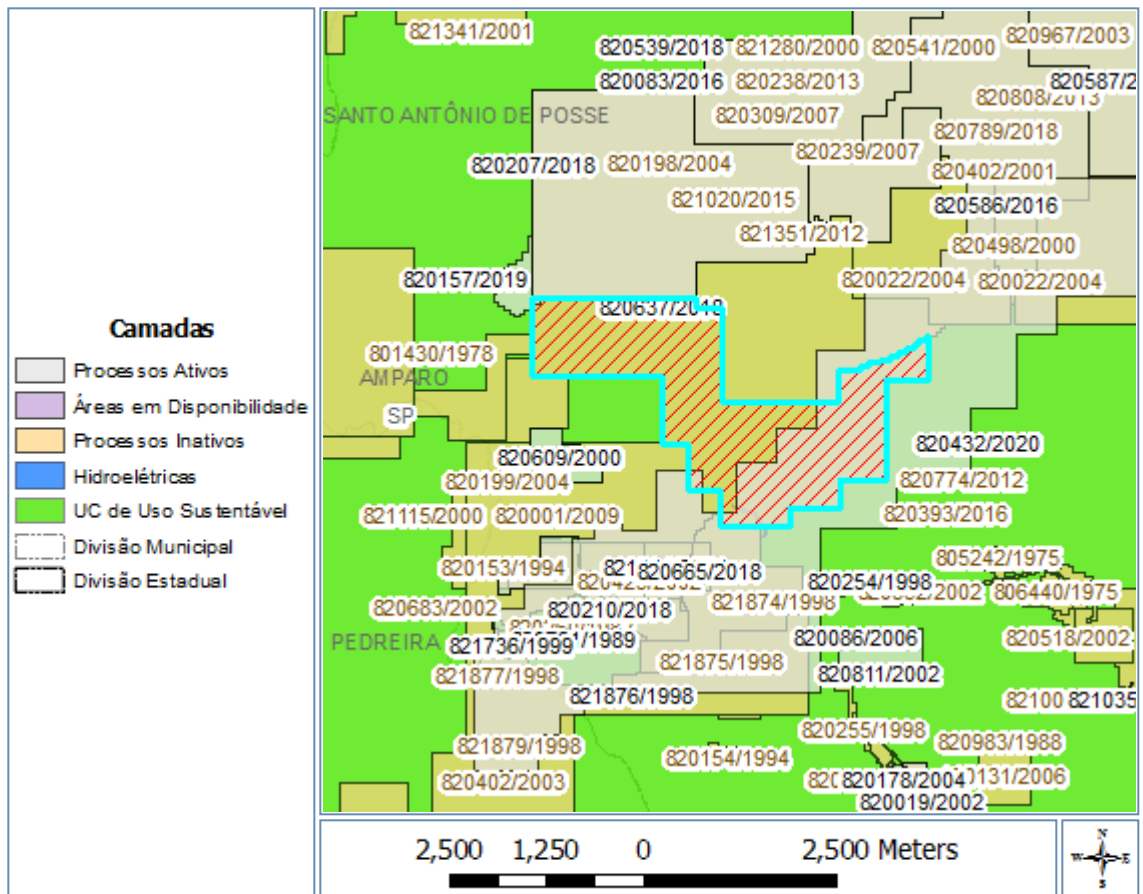 Camadas
Processos Ativos
Áreas em Disponibilidade
Processos Inativos
Hidroelétricas
UC de Uso Sustentável
Divisão Municipal
Divisão Estadual
821341/2001
820539/2018 821280/2000 820541/2000 820967/2003
820083/2016 820238/2013
820808/2013
SANTO ANTÔNIO DE POSSE 820309/2007
820789/2018
820239/2007
820207/2018 820198/2004 820402/2001
821020/2015 820586/2016
821351/2012 820498/2000
820157/2019 820022/2004 820022/2004
820637/2018
801430/1978
AMPARO
SP
820432/2020
820609/2000
820199/2004 820774/2012
821115/2000 820001/2009 820393/2016
805242/1975
820153/1994 820665/2018 820254/1998
806440/1975
820683/2002 820210/2018 821874/1998
PEDREIRA 821736/1999 820086/2006 820518/2002
821877/1998 821875/1998 820811/2002
821876/1998
821879/1998 820255/1998 820983/1988
820402/2003 820154/1994 820178/2004
820019/2002
2,500 1,250 0 2,500 Meters
N
W E
S